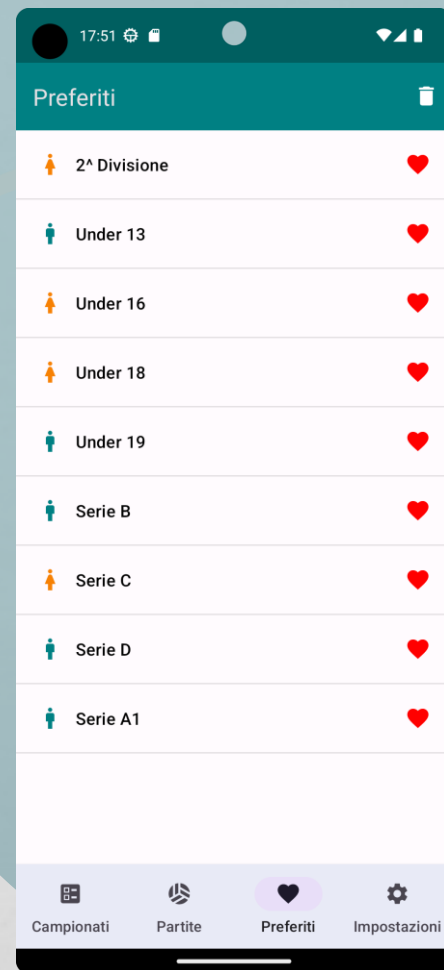 17:51
Preferiti
2^ Divisione
Under 13
Under 16
Under 18
Under 19
Serie B
Serie C
Serie D
Serie A1
Campionati Partite Preferiti Impostazioni